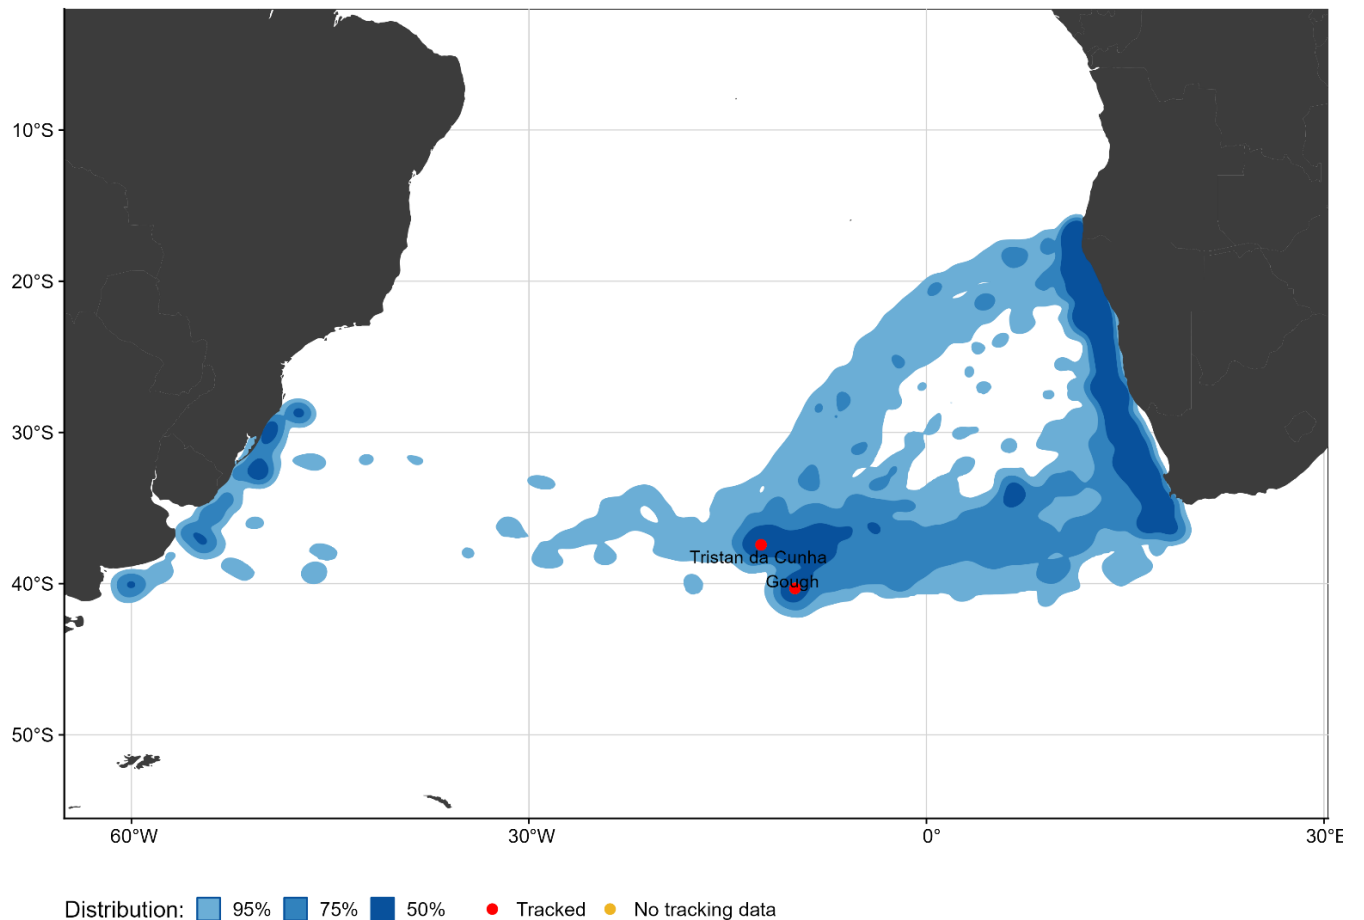 10°S
20°S
30°S
Tristan da Cunha
Gough
40°S
50°S
60°W 30°W 0° 30°E
Distribution: 95% 75% 50% Tracked No tracking data